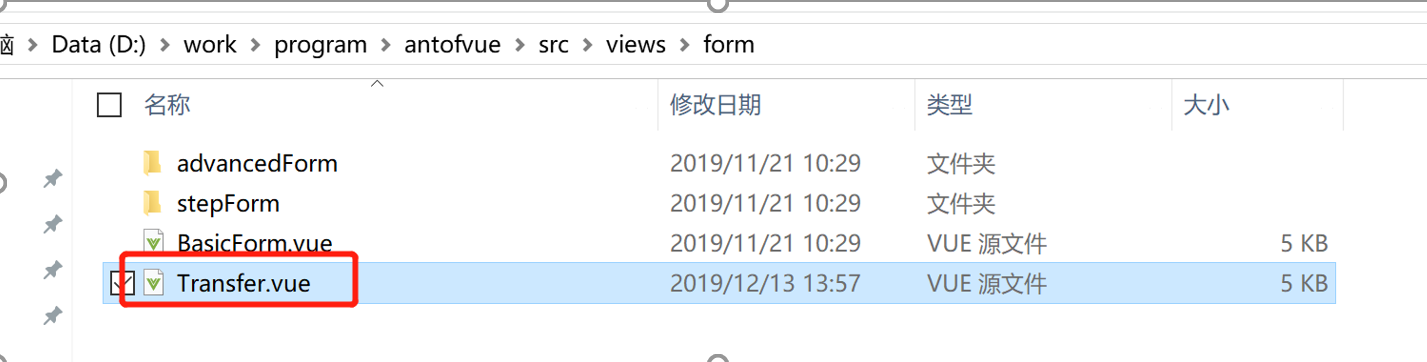 脑 > Data (D:) > work > program > antofvue > src > views > form
名称 修改日期 类型 大小
advancedForm 2019/11/21 10:29 文件夹
stepForm 2019/11/21 10:29 文件夹
BasicForm.vue 2019/11/21 10:29 VUE 源文件 5 KB
Transfer.vue 2019/12/13 13:57 VUE 源文件 5 KB